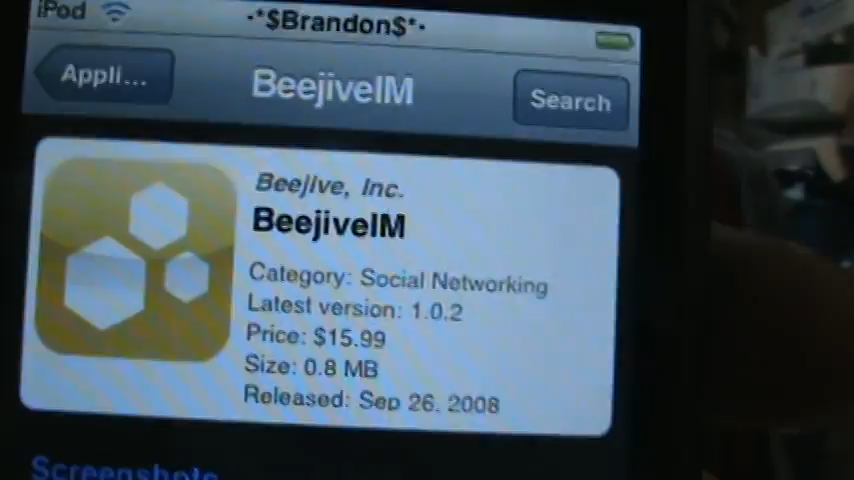 iPod -*$Brandon$*-
Appli... BeejiveIM Search
Beejive, Inc.
BeejiveIM
Category: Social Networking
Latest version: 1.0.2
Price: $15.99
Size: 0.8 MB
Released: Sep 26, 2008
Screenshots